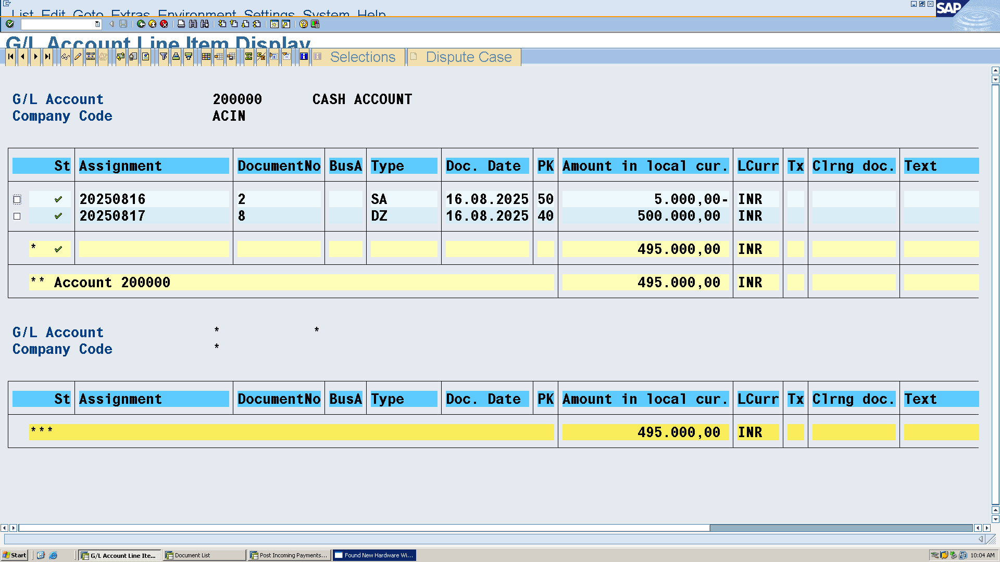 List Edit Goto Extras Environment Settings System Help
SAP
G/L Account Line Item Display
Selections Dispute Case
G/L Account 200000 CASH ACCOUNT
Company Code ACIN
St Assignment DocumentNo BusA Type Doc. Date PK Amount in local cur. LCurr Tx Clrng doc. Text
20250816 2 SA 16.08.2025 50 5.000,00- INR
20250817 8 DZ 16.08.2025 40 500.000,00 INR
* 495.000,00 INR
** Account 200000 495.000,00 INR
G/L Account * *
Company Code *
St Assignment DocumentNo BusA Type Doc. Date PK Amount in local cur. LCurr Tx Clrng doc. Text
*** 495.000,00 INR
Start G/L Account Line Ite... Document List Post Incoming Payments... Found New Hardware Wi... 10:04 AM